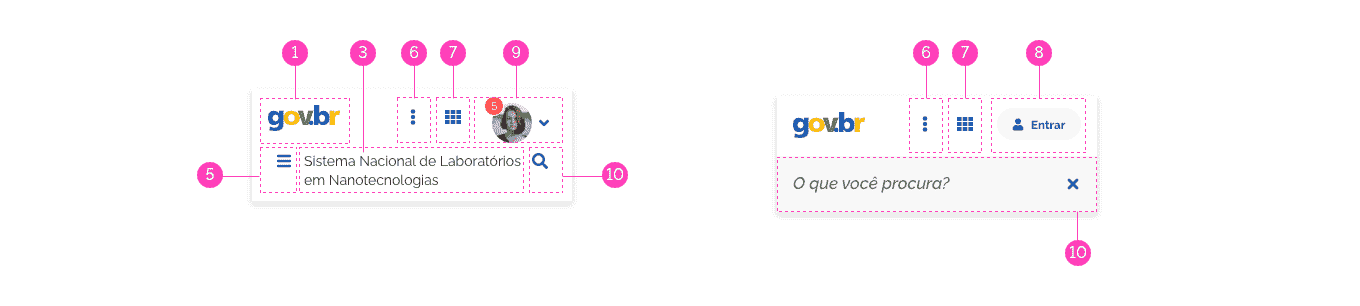 1
3
6
7
9
gov.br
5
Sistema Nacional de Laboratórios
em Nanotecnologias
5
10
6
7
8
gov.br
Entrar
O que você procura?
10